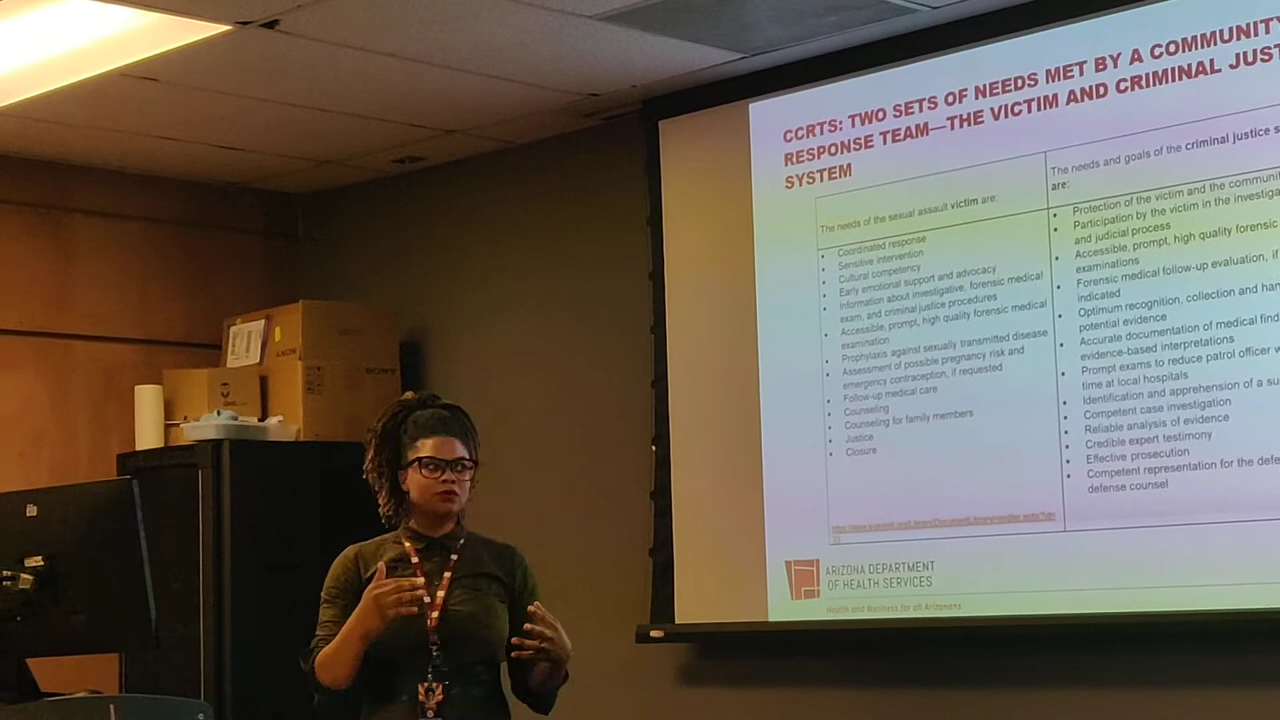 CCRTS: TWO SETS OF NEEDS MET BY A COMMUNITY
RESPONSE TEAM—THE VICTIM AND CRIMINAL JUST
SYSTEM
The needs of the sexual assault victim are:
• Coordinated response
• Sensitive intervention
• Cultural competency
• Early emotional support and advocacy
• Information about investigative, forensic medical
exam, and criminal justice procedures
• Accessible, prompt, high quality forensic medical
examination
• Prophylaxis against sexually transmitted disease
• Assessment of possible pregnancy risk and
emergency contraception, if requested
• Follow-up medical care
• Counseling
• Counseling for family members
• Justice
• Closure
The needs and goals of the criminal justice s
are:
• Protection of the victim and the communi
• Participation by the victim in the investiga
and judicial process
• Accessible, prompt, high quality forensic
examinations
• Forensic medical follow-up evaluation, if
indicated
• Optimum recognition, collection and han
potential evidence
• Accurate documentation of medical find
evidence-based interpretations
• Prompt exams to reduce patrol officer w
time at local hospitals
• Identification and apprehension of a su
• Competent case investigation
• Reliable analysis of evidence
• Credible expert testimony
• Effective prosecution
• Competent representation for the defe
defense counsel
ARIZONA DEPARTMENT
OF HEALTH SERVICES
Health and Wellness for all Arizonans
SONY